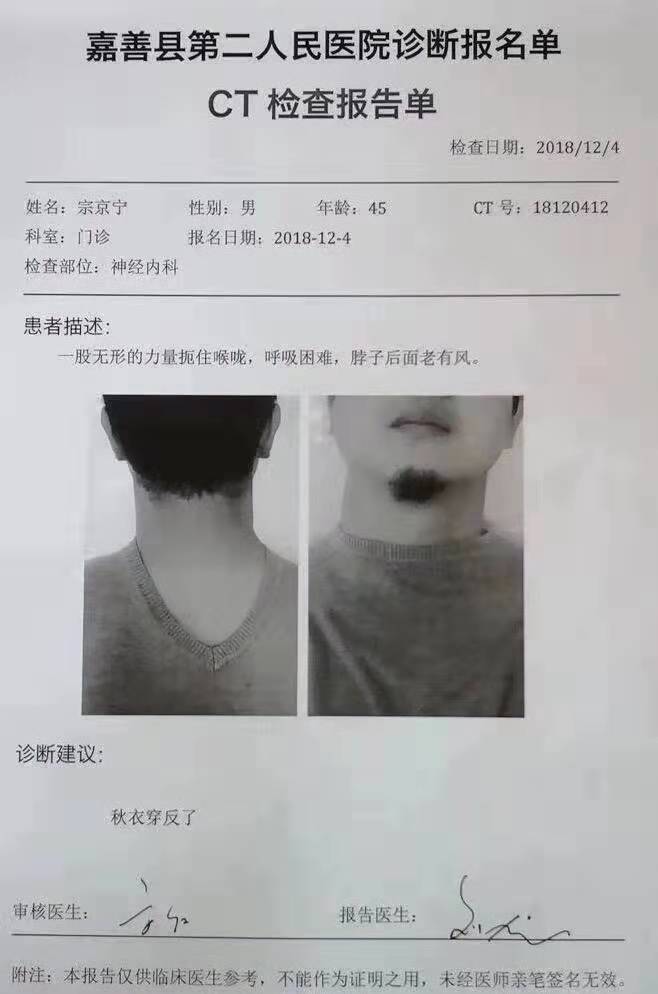 嘉善县第二人民医院诊断报名单
CT 检查报告单
检查日期：2018/12/4
姓名：宗京宁 性别：男 年龄：45 CT 号：18120412
科室：门诊 报名日期：2018-12-4
检查部位：神经内科
患者描述：
一股无形的力量扼住喉咙，呼吸困难，脖子后面老有风。
诊断建议：
秋衣穿反了
审核医生： 报告医生：
附注：本报告仅供临床医生参考，不能作为证明之用，未经医师亲笔签名无效。